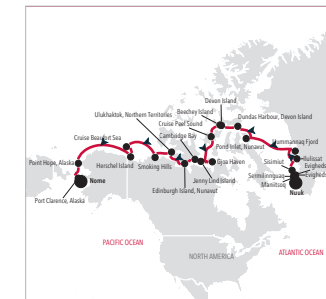 Devon Island
Beechey Island
Dundas Harbour, Devon Island
Ulukhaktok, Northern Territories
Cruise Peel Sound
Cruise Beaufort Sea
Cambridge Bay
Pond Inlet, Nunavut
Uummannaq Fjord
Point Hope, Alaska
Ilulissat
Sisimiut
Herschel Island
Smoking Hills
Gjoa Haven
Jenny Lind Island
Edinburgh Island, Nunavut
Nome
Nuuk
Port Clarence, Alaska
PACIFIC OCEAN
NORTH AMERICA
ATLANTIC OCEAN